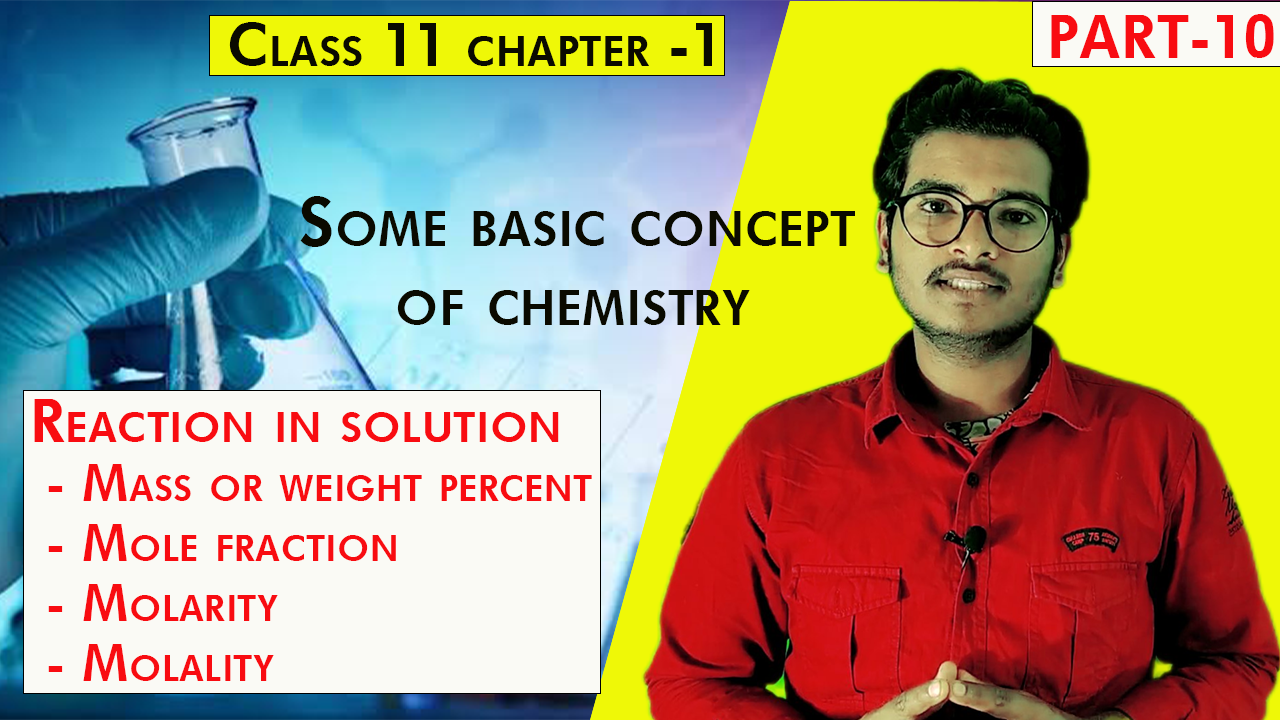 Class 11 chapter -1
PART-10
Some basic concept
of chemistry
Reaction in solution
- Mass or weight percent
- Mole fraction
- Molarity
- Molality
75